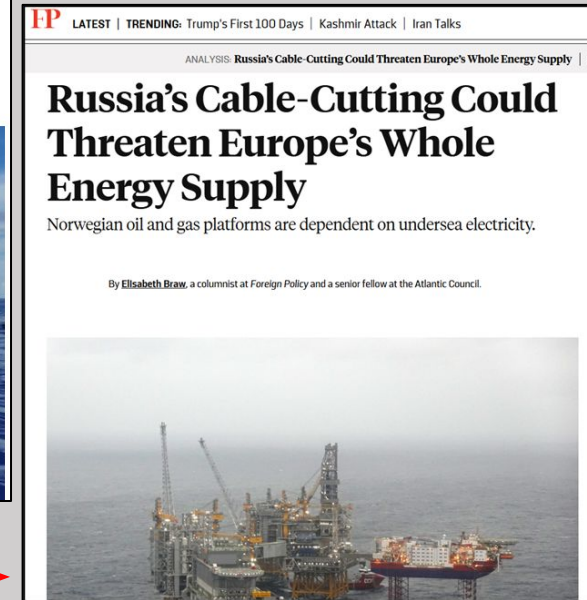 FP LATEST | TRENDING: Trump's First 100 Days | Kashmir Attack | Iran Talks
ANALYSIS: Russia's Cable-Cutting Could Threaten Europe's Whole Energy Supply |
Russia's Cable-Cutting Could
Threaten Europe's Whole
Energy Supply
Norwegian oil and gas platforms are dependent on undersea electricity.
By Elisabeth Braw, a columnist at Foreign Policy and a senior fellow at the Atlantic Council.